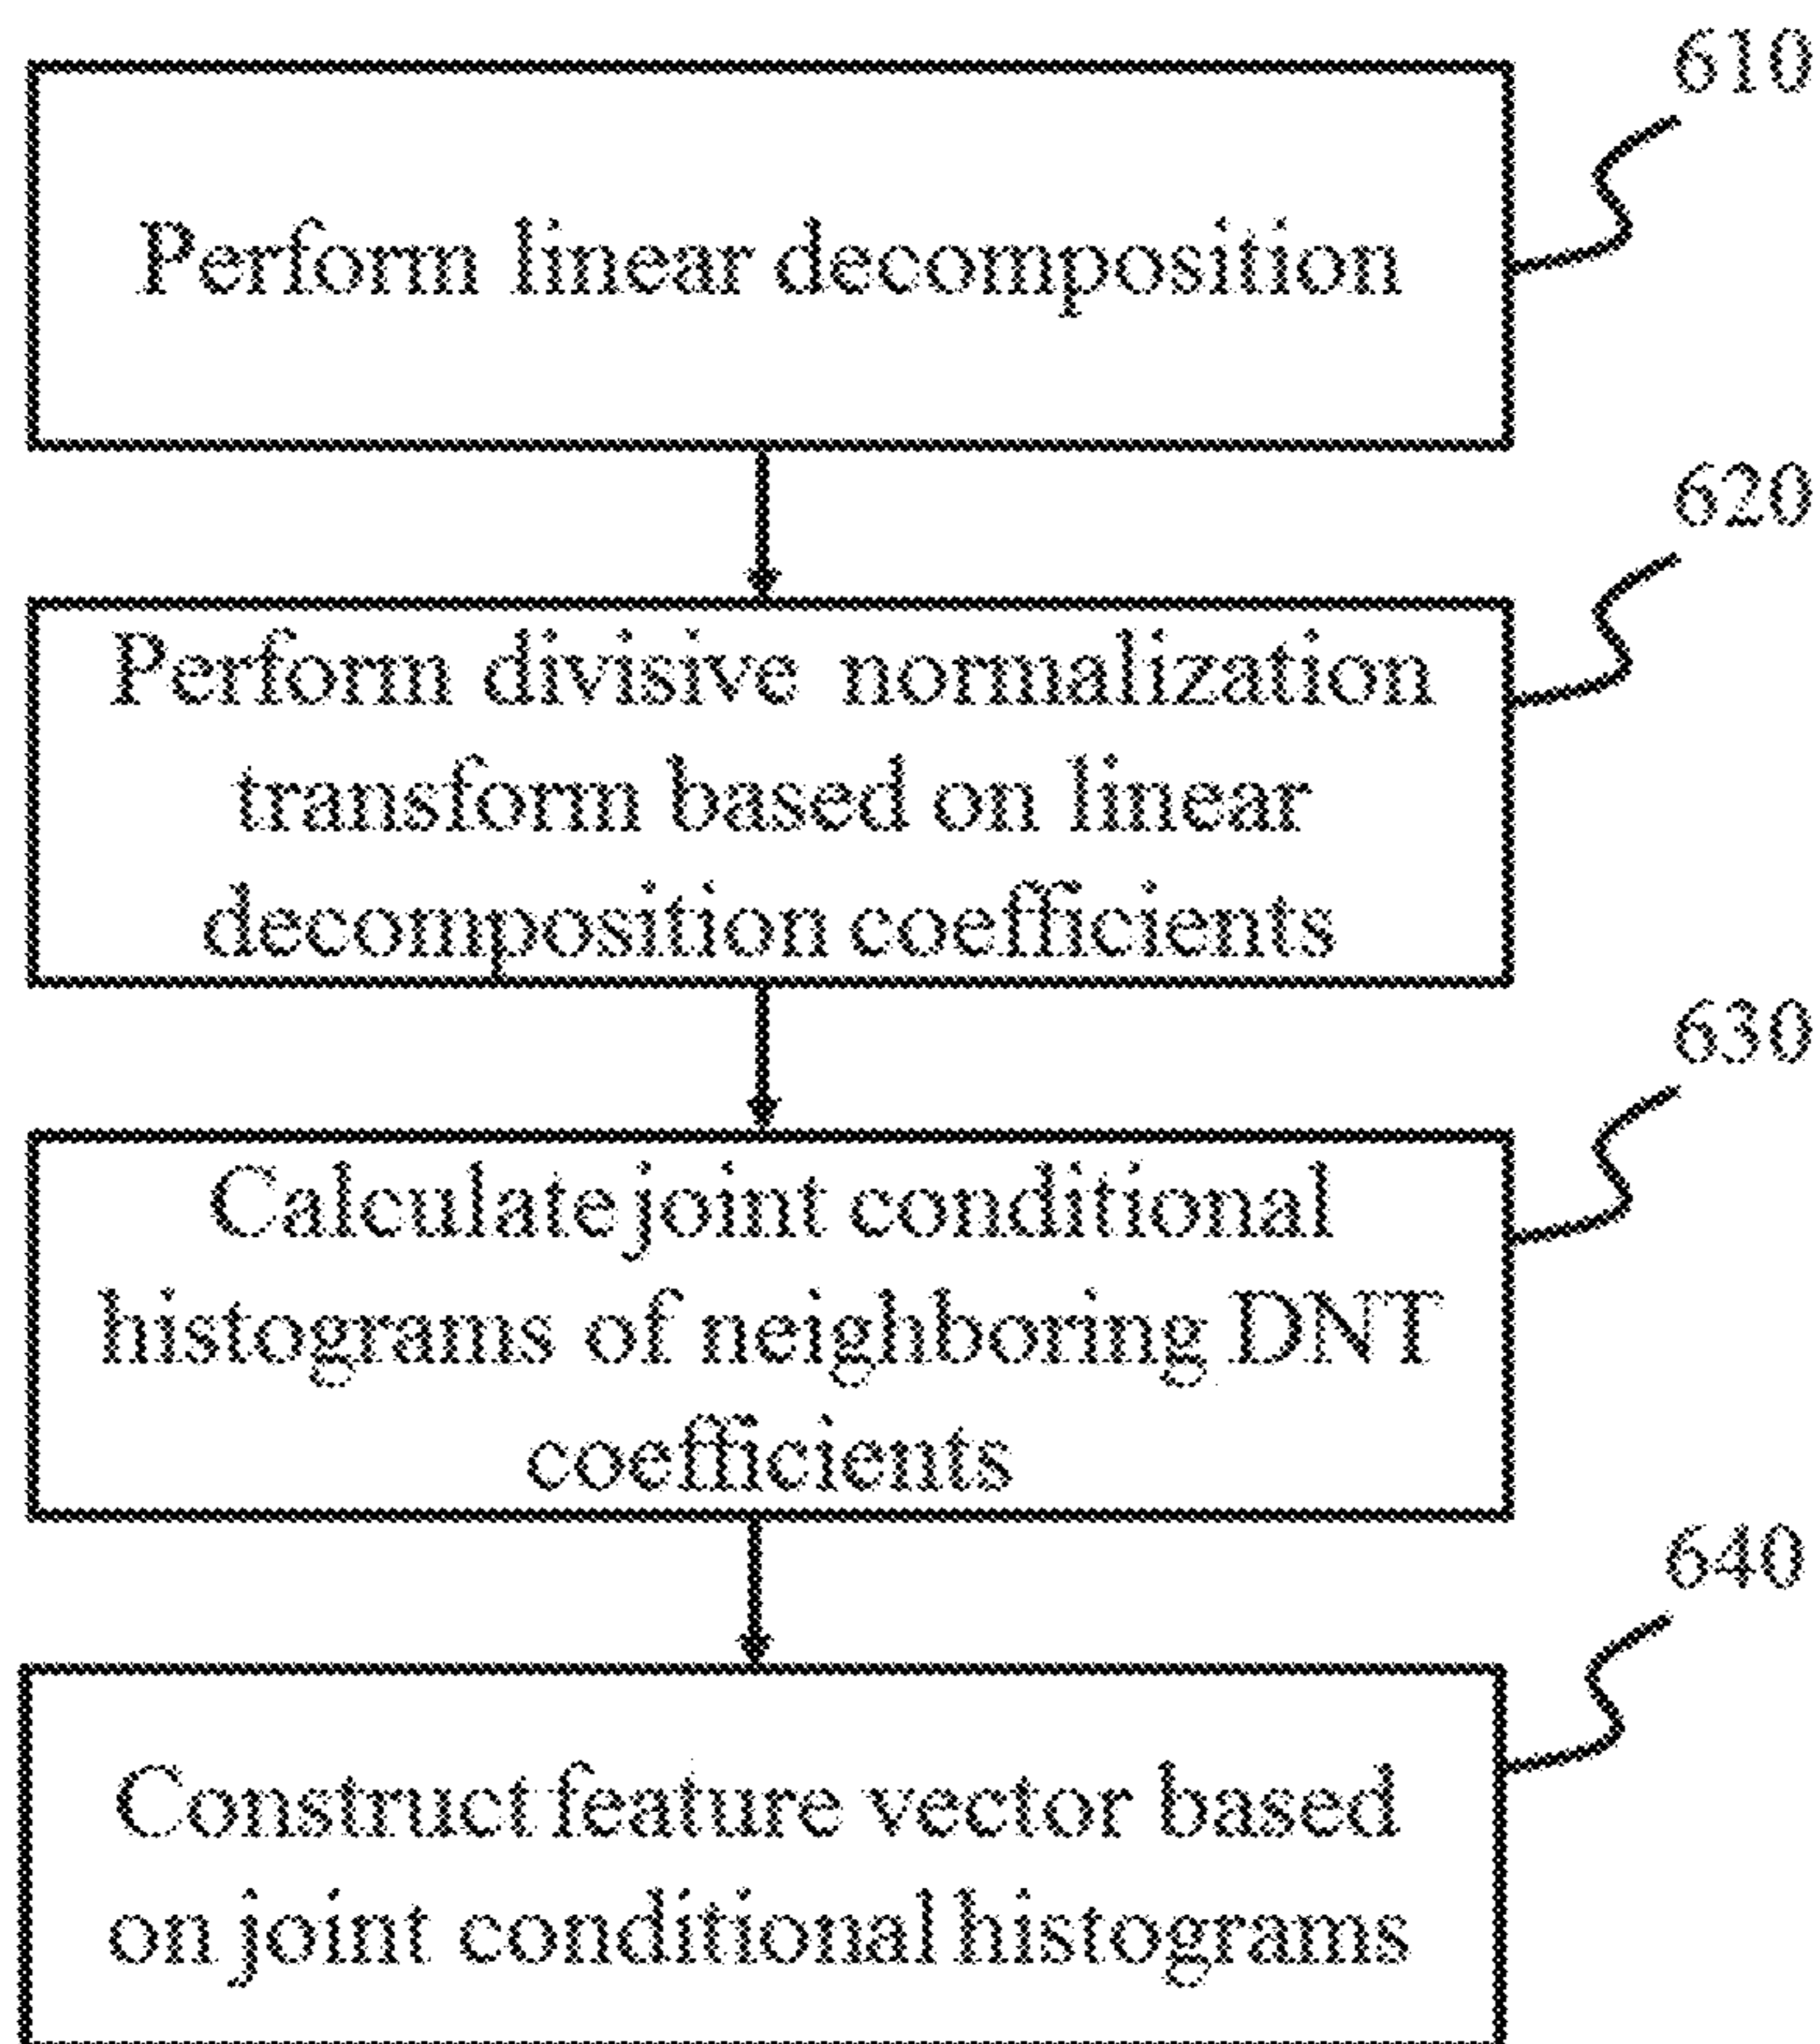 610
Perform linear decomposition
620
Perform divisive normalization
transform based on linear
decomposition coefficients
630
Calculate joint conditional
histograms of neighboring DNT
coefficients
640
Construct feature vector based
on joint conditional histograms